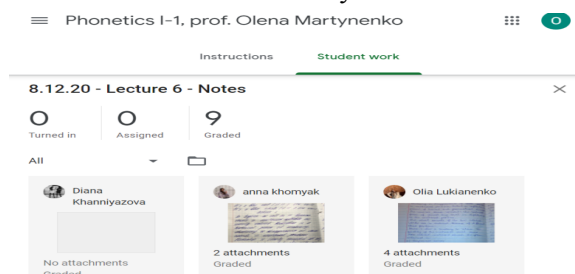 Phonetics I-1, prof. Olena Martynenko
O
Instructions
Student work
8.12.20 - Lecture 6 - Notes
0
0
9
Turned in
Assigned
Graded
All
Diana
Khanniyazova
anna khomyak
Olia Lukianenko
No attachments
2 attachments
4 attachments
Graded
Graded
Graded